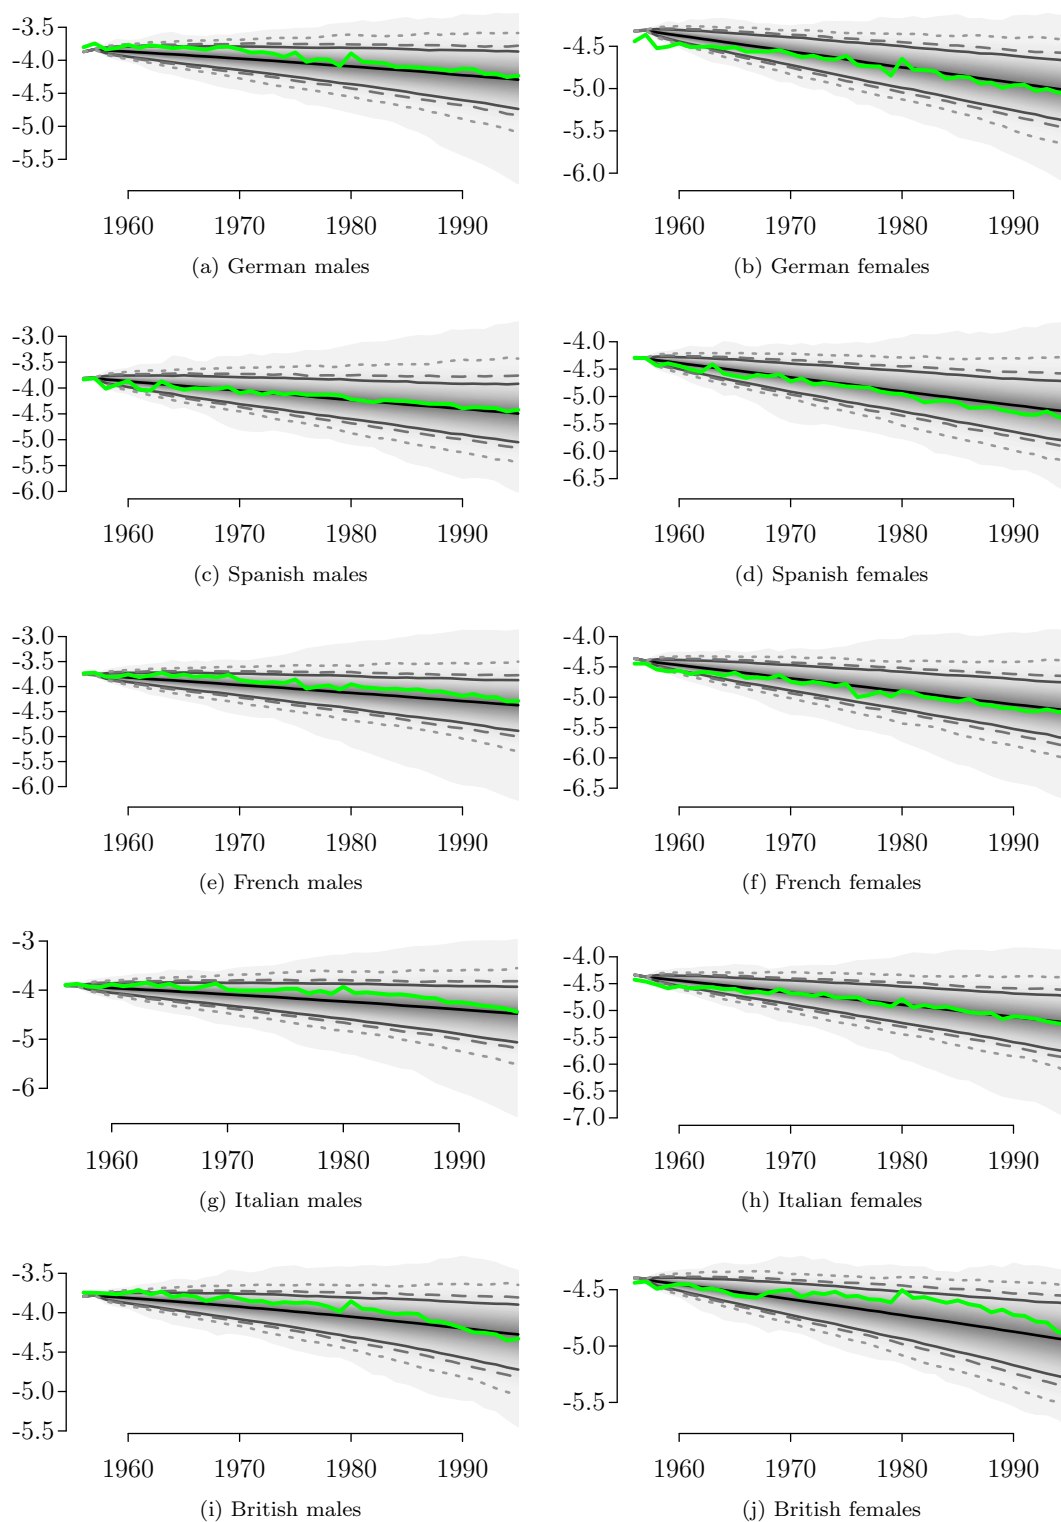 -3.5
-4.0
-4.5
-5.0
-5.5
1960 1970 1980 1990
(a) German males
-4.5
-5.0
-5.5
-6.0
1960 1970 1980 1990
(b) German females
-3.0
-3.5
-4.0
-4.5
-5.0
-5.5
-6.0
1960 1970 1980 1990
(c) Spanish males
-4.0
-4.5
-5.0
-5.5
-6.0
-6.5
1960 1970 1980 1990
(d) Spanish females
-3.0
-3.5
-4.0
-4.5
-5.0
-5.5
-6.0
1960 1970 1980 1990
(e) French males
-4.0
-4.5
-5.0
-5.5
-6.0
-6.5
1960 1970 1980 1990
(f) French females
-3
-4
-5
-6
1960 1970 1980 1990
(g) Italian males
-4.0
-4.5
-5.0
-5.5
-6.0
-6.5
-7.0
1960 1970 1980 1990
(h) Italian females
-3.5
-4.0
-4.5
-5.0
-5.5
1960 1970 1980 1990
(i) British males
-4.5
-5.0
-5.5
1960 1970 1980 1990
(j) British females